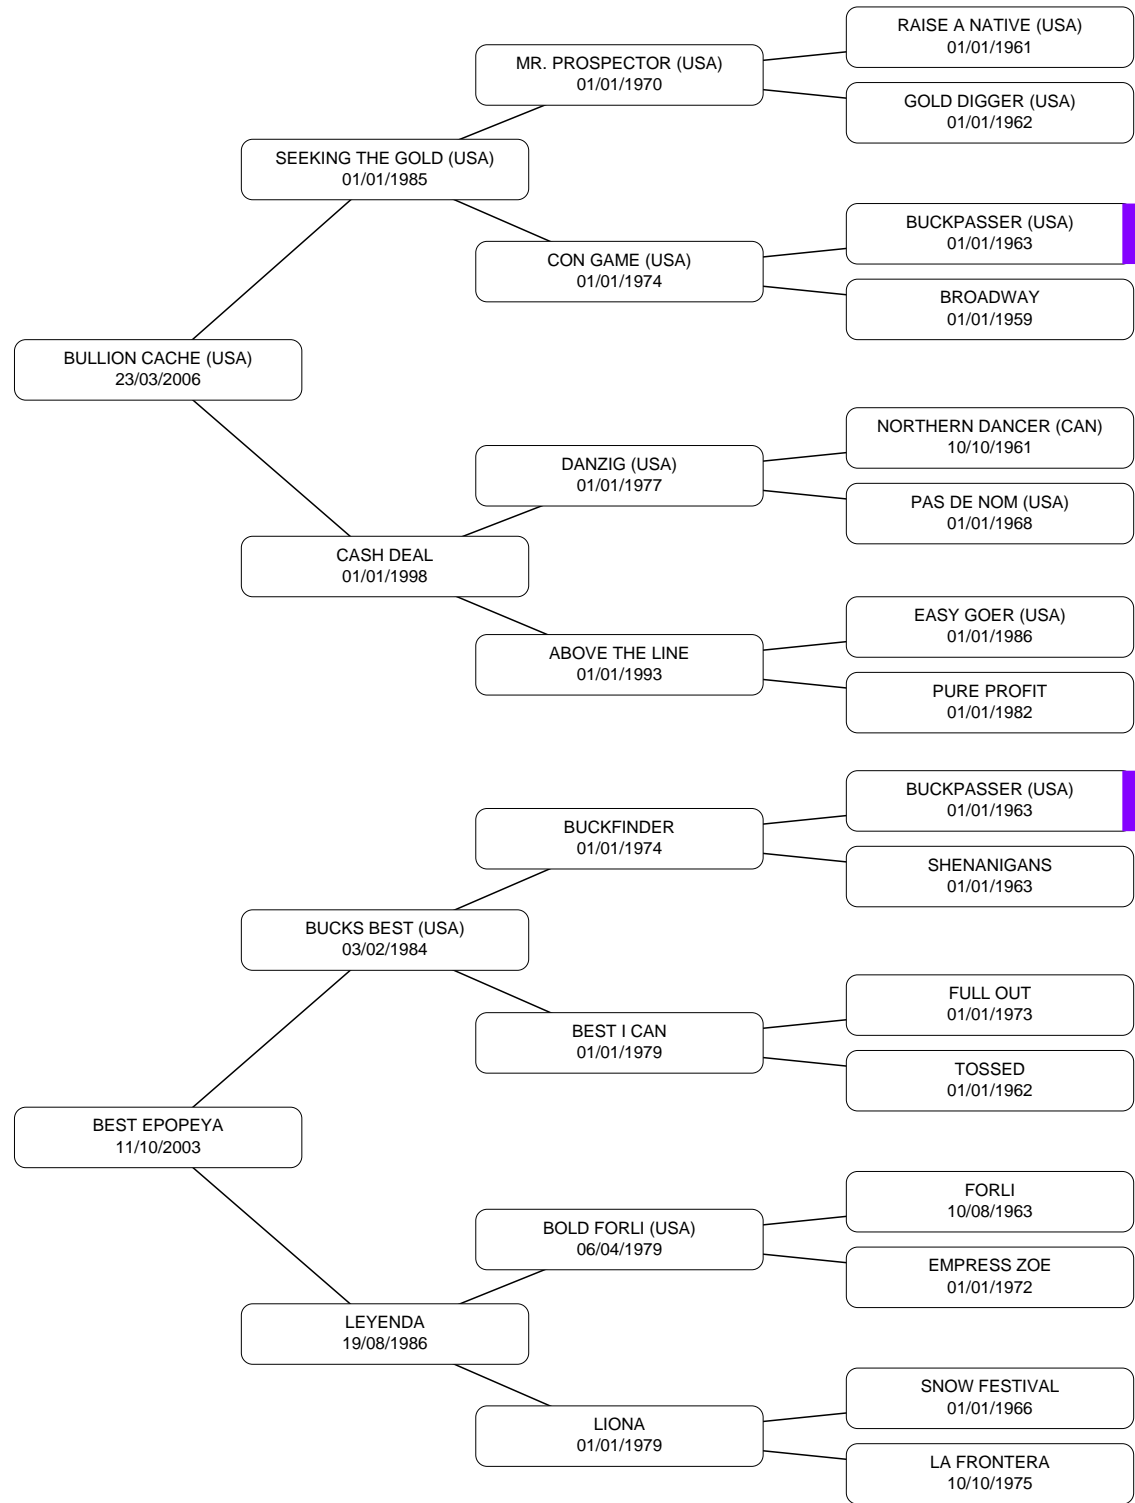 RAISE A NATIVE (USA)
01/01/1961
MR. PROSPECTOR (USA)
01/01/1970
GOLD DIGGER (USA)
01/01/1962
SEEKING THE GOLD (USA)
01/01/1985
BUCKPASSER (USA)
01/01/1963
CON GAME (USA)
01/01/1974
BROADWAY
01/01/1959
BULLION CACHE (USA)
23/03/2006
NORTHERN DANCER (CAN)
10/10/1961
DANZIG (USA)
01/01/1977
PAS DE NOM (USA)
01/01/1968
CASH DEAL
01/01/1998
EASY GOER (USA)
01/01/1986
ABOVE THE LINE
01/01/1993
PURE PROFIT
01/01/1982
BUCKPASSER (USA)
01/01/1963
BUCKFINDER
01/01/1974
SHENANIGANS
01/01/1963
BUCKS BEST (USA)
03/02/1984
FULL OUT
01/01/1973
BEST I CAN
01/01/1979
TOSSED
01/01/1962
BEST EPOPEYA
11/10/2003
FORLI
10/08/1963
BOLD FORLI (USA)
06/04/1979
EMPRESS ZOE
01/01/1972
LEYENDA
19/08/1986
SNOW FESTIVAL
01/01/1966
LIONA
01/01/1979
LA FRONTERA
10/10/1975